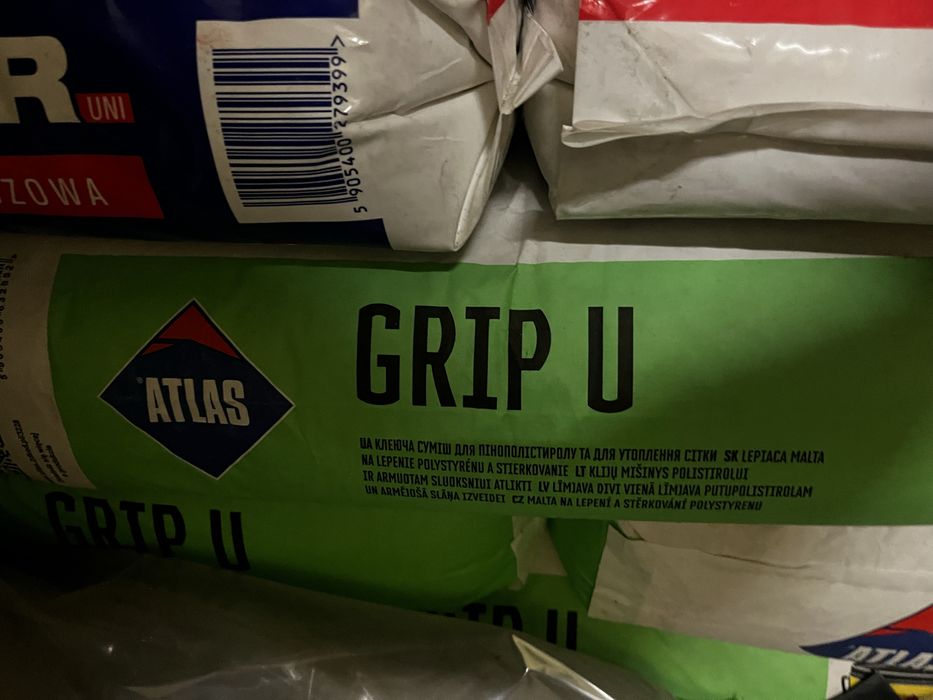 R
UNI
ZOWA
5 905400 279399>
GRIP U
®ATLAS
UA КЛЕЮЧА СУМІШ ДЛЯ ПІНОПОЛІСТИРОЛУ ТА ДЛЯ УТОПЛЕННЯ СІТКИ SK LEPIACA MALTA
NA LEPENIE POLYSTYRÉNU A STIERKOVANIE LT KLIJŲ MIŠINYS POLISTIROLUI
IR ARMUOTAM SLUOKSNIUI ATLIKTI LV LĪMJAVA DIVI VIENĀ LĪMJAVA PUTUPOLISTIROLAM
UN ARMĒJOŠĀ SLĀŅA IZVEIDEI CZ MALTA NA LEPENÍ A STĚRKOVÁNÍ POLYSTYRENU
GRIP U
U
ATLAS